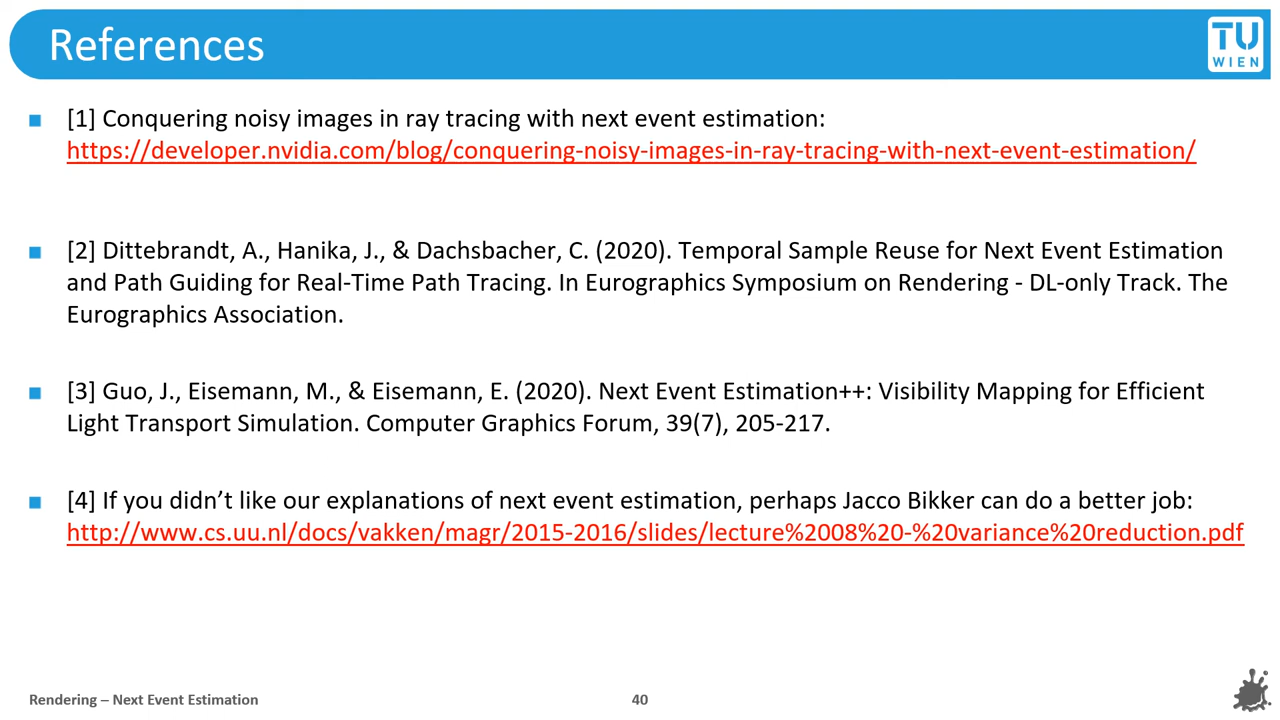 References
TU
WIEN
[1] Conquering noisy images in ray tracing with next event estimation:
https://developer.nvidia.com/blog/conquering-noisy-images-in-ray-tracing-with-next-event-estimation/
[2] Dittebrandt, A., Hanika, J., & Dachsbacher, C. (2020). Temporal Sample Reuse for Next Event Estimation
and Path Guiding for Real-Time Path Tracing. In Eurographics Symposium on Rendering - DL-only Track. The
Eurographics Association.
[3] Guo, J., Eisemann, M., & Eisemann, E. (2020). Next Event Estimation++: Visibility Mapping for Efficient
Light Transport Simulation. Computer Graphics Forum, 39(7), 205-217.
[4] If you didn’t like our explanations of next event estimation, perhaps Jacco Bikker can do a better job:
http://www.cs.uu.nl/docs/vakken/magr/2015-2016/slides/lecture%2008%20-%20variance%20reduction.pdf
Rendering – Next Event Estimation
40